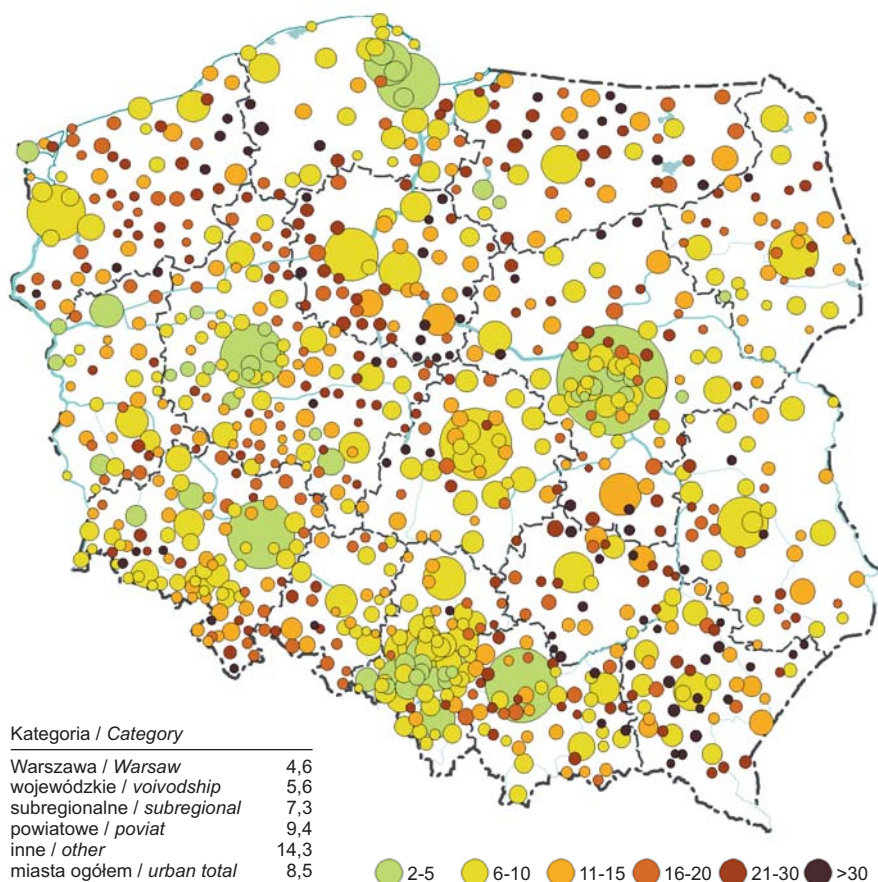 Kategoria / Category
Warszawa / Warsaw 4,6
wojewódzkie / voivodship 5,6
subregionalne / subregional 7,3
powiatowe / poviat 9,4
inne / other 14,3
miasta ogółem / urban total 8,5
2-5 6-10 11-15 16-20 21-30 >30